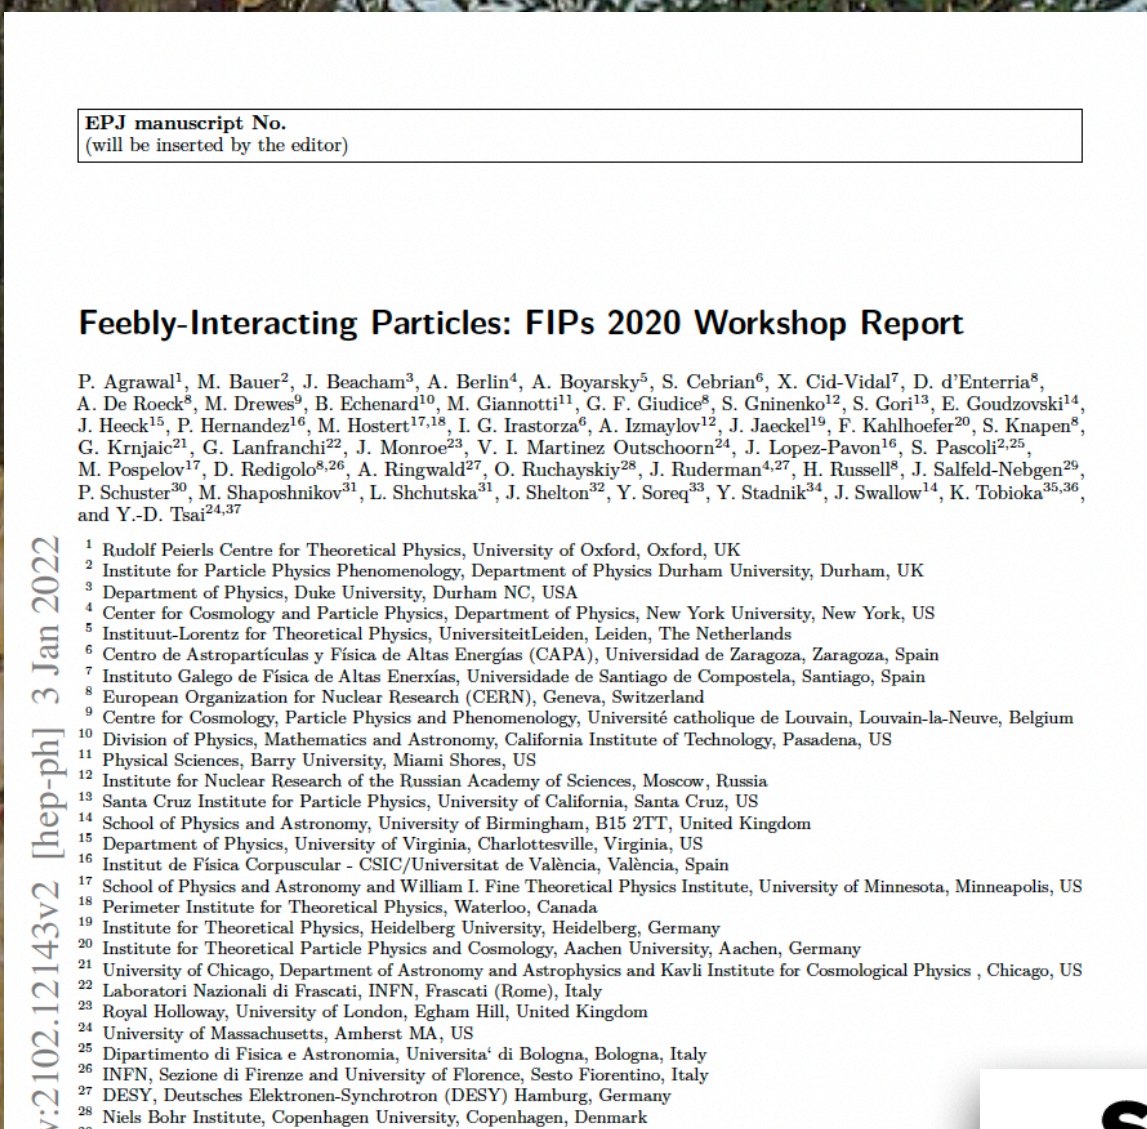 EPJ manuscript No.
(will be inserted by the editor)
Feebly-Interacting Particles: FIPs 2020 Workshop Report
P. Agrawal¹, M. Bauer², J. Beacham³, A. Berlin⁴, A. Boyarsky⁵, S. Cebrian⁶, X. Cid-Vidal⁷, D. d'Enterria⁸,
A. De Roeck⁸, M. Drewes⁹, B. Echenard¹⁰, M. Giannotti¹¹, G. F. Giudice⁸, S. Gninenko¹², S. Gori¹³, E. Goudzovski¹⁴,
J. Heeck¹⁵, P. Hernandez¹⁶, M. Hostert¹⁷,¹⁸, I. G. Irastorza⁶, A. Izmaylov¹², J. Jaeckel¹⁹, F. Kahlhoefer²⁰, S. Knapen⁸,
G. Krnjaic²¹, G. Lanfranchi²², J. Monroe²³, V. I. Martinez Outschoorn²⁴, J. Lopez-Pavon¹⁶, S. Pascoli²,²⁵,
M. Pospelov¹⁷, D. Redigolo⁸,²⁶, A. Ringwald²⁷, O. Ruchayskiy²⁸, J. Ruderman⁴,²⁷, H. Russell⁸, J. Salfeld-Nebgen²⁹,
P. Schuster³⁰, M. Shaposhnikov³¹, L. Shchutska³¹, J. Shelton³², Y. Soreq³³, Y. Stadnik³⁴, J. Swallow¹⁴, K. Tobioka³⁵,³⁶,
and Y.-D. Tsai²⁴,³⁷
¹ Rudolf Peierls Centre for Theoretical Physics, University of Oxford, Oxford, UK
² Institute for Particle Physics Phenomenology, Department of Physics Durham University, Durham, UK
³ Department of Physics, Duke University, Durham NC, USA
⁴ Center for Cosmology and Particle Physics, Department of Physics, New York University, New York, US
⁵ Instituut-Lorentz for Theoretical Physics, UniversiteitLeiden, Leiden, The Netherlands
⁶ Centro de Astropartículas y Física de Altas Energías (CAPA), Universidad de Zaragoza, Zaragoza, Spain
⁷ Instituto Galego de Física de Altas Enerxías, Universidade de Santiago de Compostela, Santiago, Spain
⁸ European Organization for Nuclear Research (CERN), Geneva, Switzerland
⁹ Centre for Cosmology, Particle Physics and Phenomenology, Université catholique de Louvain, Louvain-la-Neuve, Belgium
¹⁰ Division of Physics, Mathematics and Astronomy, California Institute of Technology, Pasadena, US
¹¹ Physical Sciences, Barry University, Miami Shores, US
¹² Institute for Nuclear Research of the Russian Academy of Sciences, Moscow, Russia
¹³ Santa Cruz Institute for Particle Physics, University of California, Santa Cruz, US
¹⁴ School of Physics and Astronomy, University of Birmingham, B15 2TT, United Kingdom
¹⁵ Department of Physics, University of Virginia, Charlottesville, Virginia, US
¹⁶ Institut de Física Corpuscular - CSIC/Universitat de València, València, Spain
¹⁷ School of Physics and Astronomy and William I. Fine Theoretical Physics Institute, University of Minnesota, Minneapolis, US
¹⁸ Perimeter Institute for Theoretical Physics, Waterloo, Canada
¹⁹ Institute for Theoretical Physics, Heidelberg University, Heidelberg, Germany
²⁰ Institute for Theoretical Particle Physics and Cosmology, Aachen University, Aachen, Germany
²¹ University of Chicago, Department of Astronomy and Astrophysics and Kavli Institute for Cosmological Physics , Chicago, US
²² Laboratori Nazionali di Frascati, INFN, Frascati (Rome), Italy
²³ Royal Holloway, University of London, Egham Hill, United Kingdom
²⁴ University of Massachusetts, Amherst MA, US
²⁵ Dipartimento di Fisica e Astronomia, Universita‘ di Bologna, Bologna, Italy
²⁶ INFN, Sezione di Firenze and University of Florence, Sesto Fiorentino, Italy
²⁷ DESY, Deutsches Elektronen-Synchrotron (DESY) Hamburg, Germany
²⁸ Niels Bohr Institute, Copenhagen University, Copenhagen, Denmark
v:2102.12143v2 [hep-ph] 3 Jan 2022